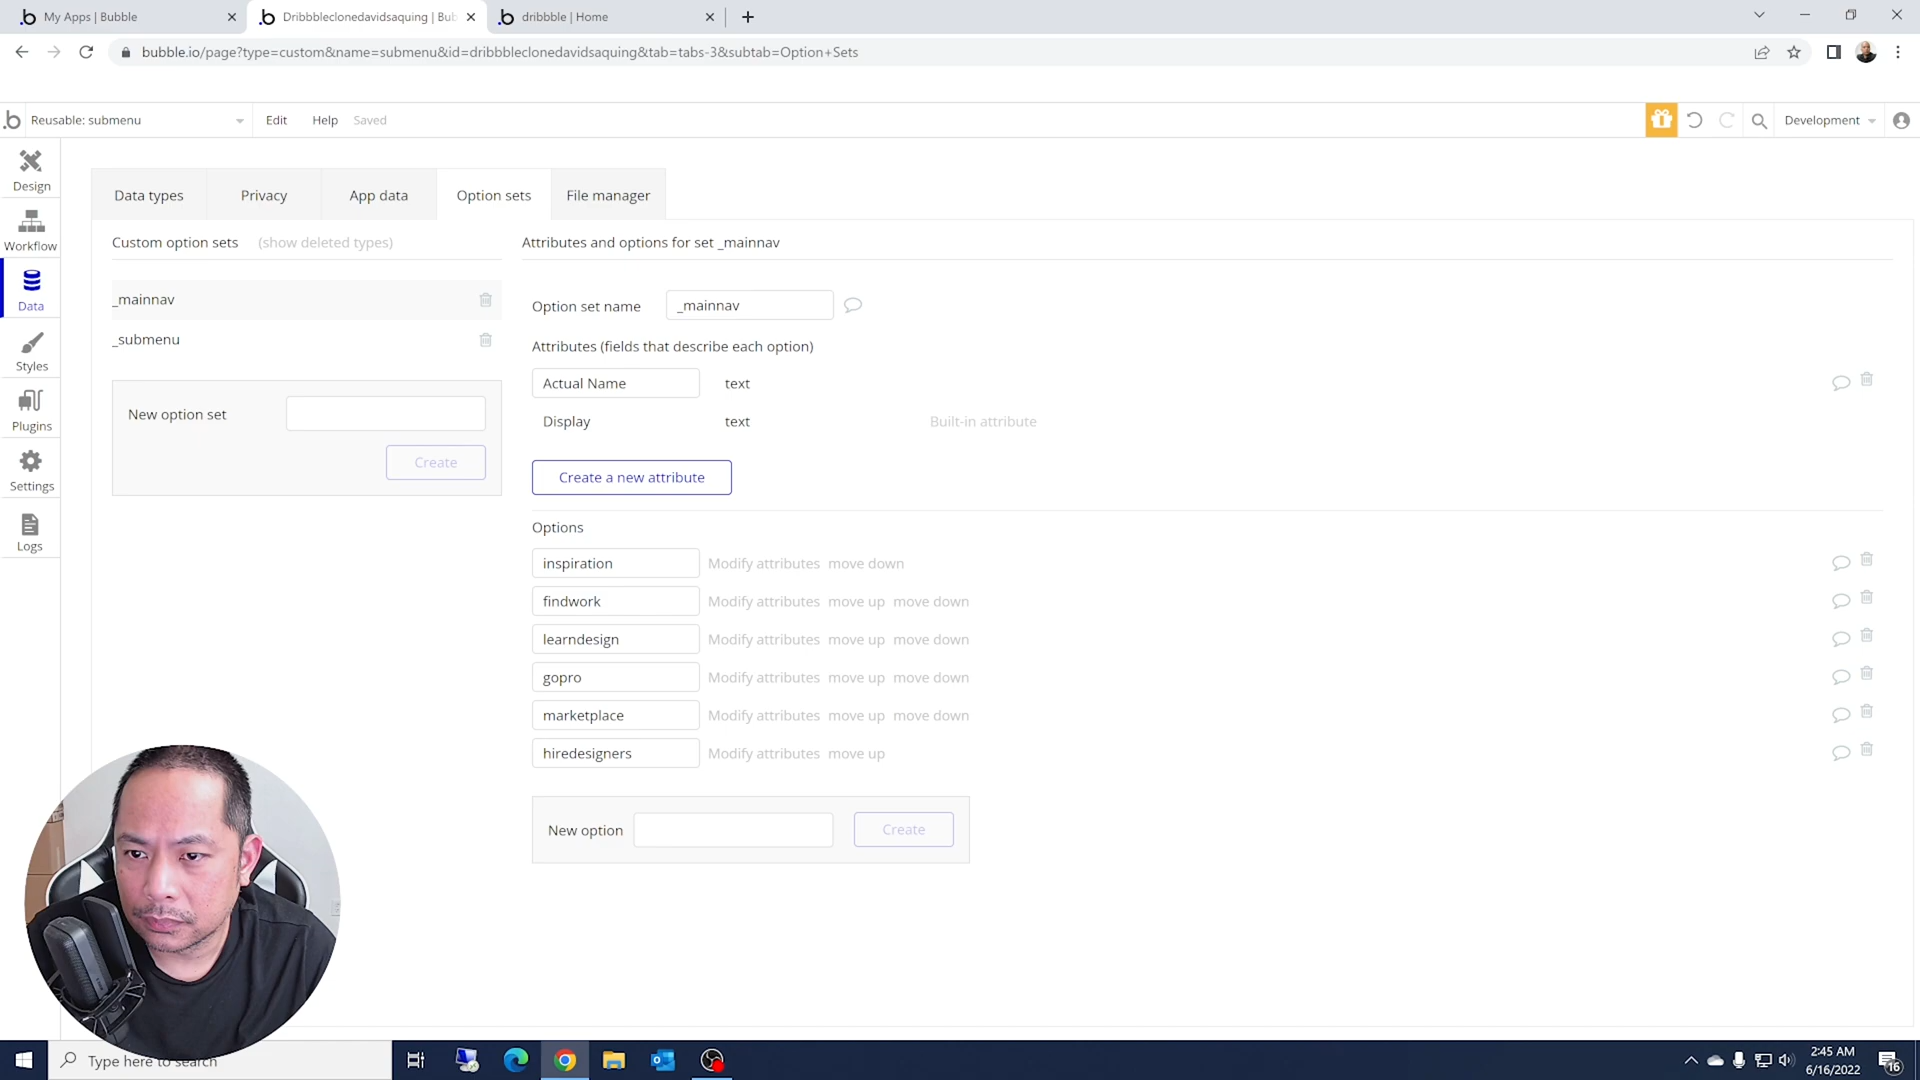 My Apps | Bubble
Dribbbleclonedavidsaquing | Bub
dribbble | Home
bubble.io/page?type=custom&name=submenu&id=dribbbleclonedavidsaquing&tab=tabs-3&subtab=Option+Sets
Reusable: submenu
Edit
Help
Saved
Development
Design
Workflow
Data
Styles
Plugins
Settings
Logs
Data types
Privacy
App data
Option sets
File manager
Custom option sets (show deleted types)
_mainnav
_submenu
New option set
Create
Attributes and options for set _mainnav
Option set name _mainnav
Attributes (fields that describe each option)
Actual Name text
Display text Built-in attribute
Create a new attribute
Options
inspiration Modify attributes move down
findwork Modify attributes move up move down
learndesign Modify attributes move up move down
gopro Modify attributes move up move down
marketplace Modify attributes move up move down
hiredesigners Modify attributes move up
New option Create
Type here to search
2:45 AM
6/16/2022
16